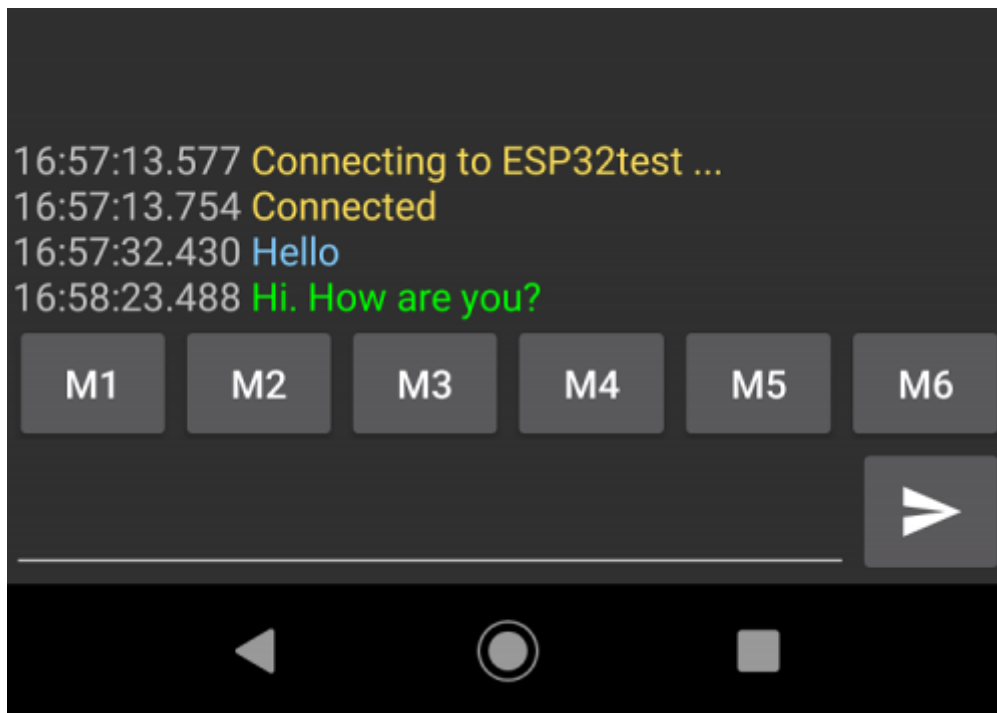 16:57:13.577 Connecting to ESP32test ...
16:57:13.754 Connected
16:57:32.430 Hello
16:58:23.488 Hi. How are you?
M1 M2 M3 M4 M5 M6